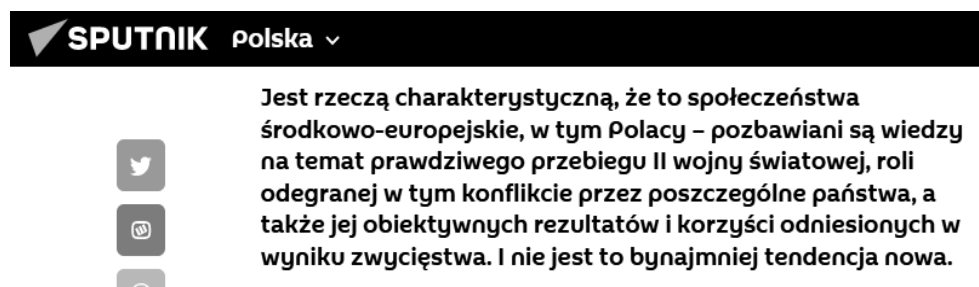 SPUTNIK Polska
Jest rzeczą charakterystyczną, że to społeczeństwa
środkowo-europejskie, w tym Polacy – pozbawiani są wiedzy
na temat prawdziwego przebiegu II wojny światowej, roli
odegranej w tym konflikcie przez poszczególne państwa, a
także jej obiektywnych rezultatów i korzyści odniesionych w
wyniku zwycięstwa. I nie jest to bynajmniej tendencja nowa.